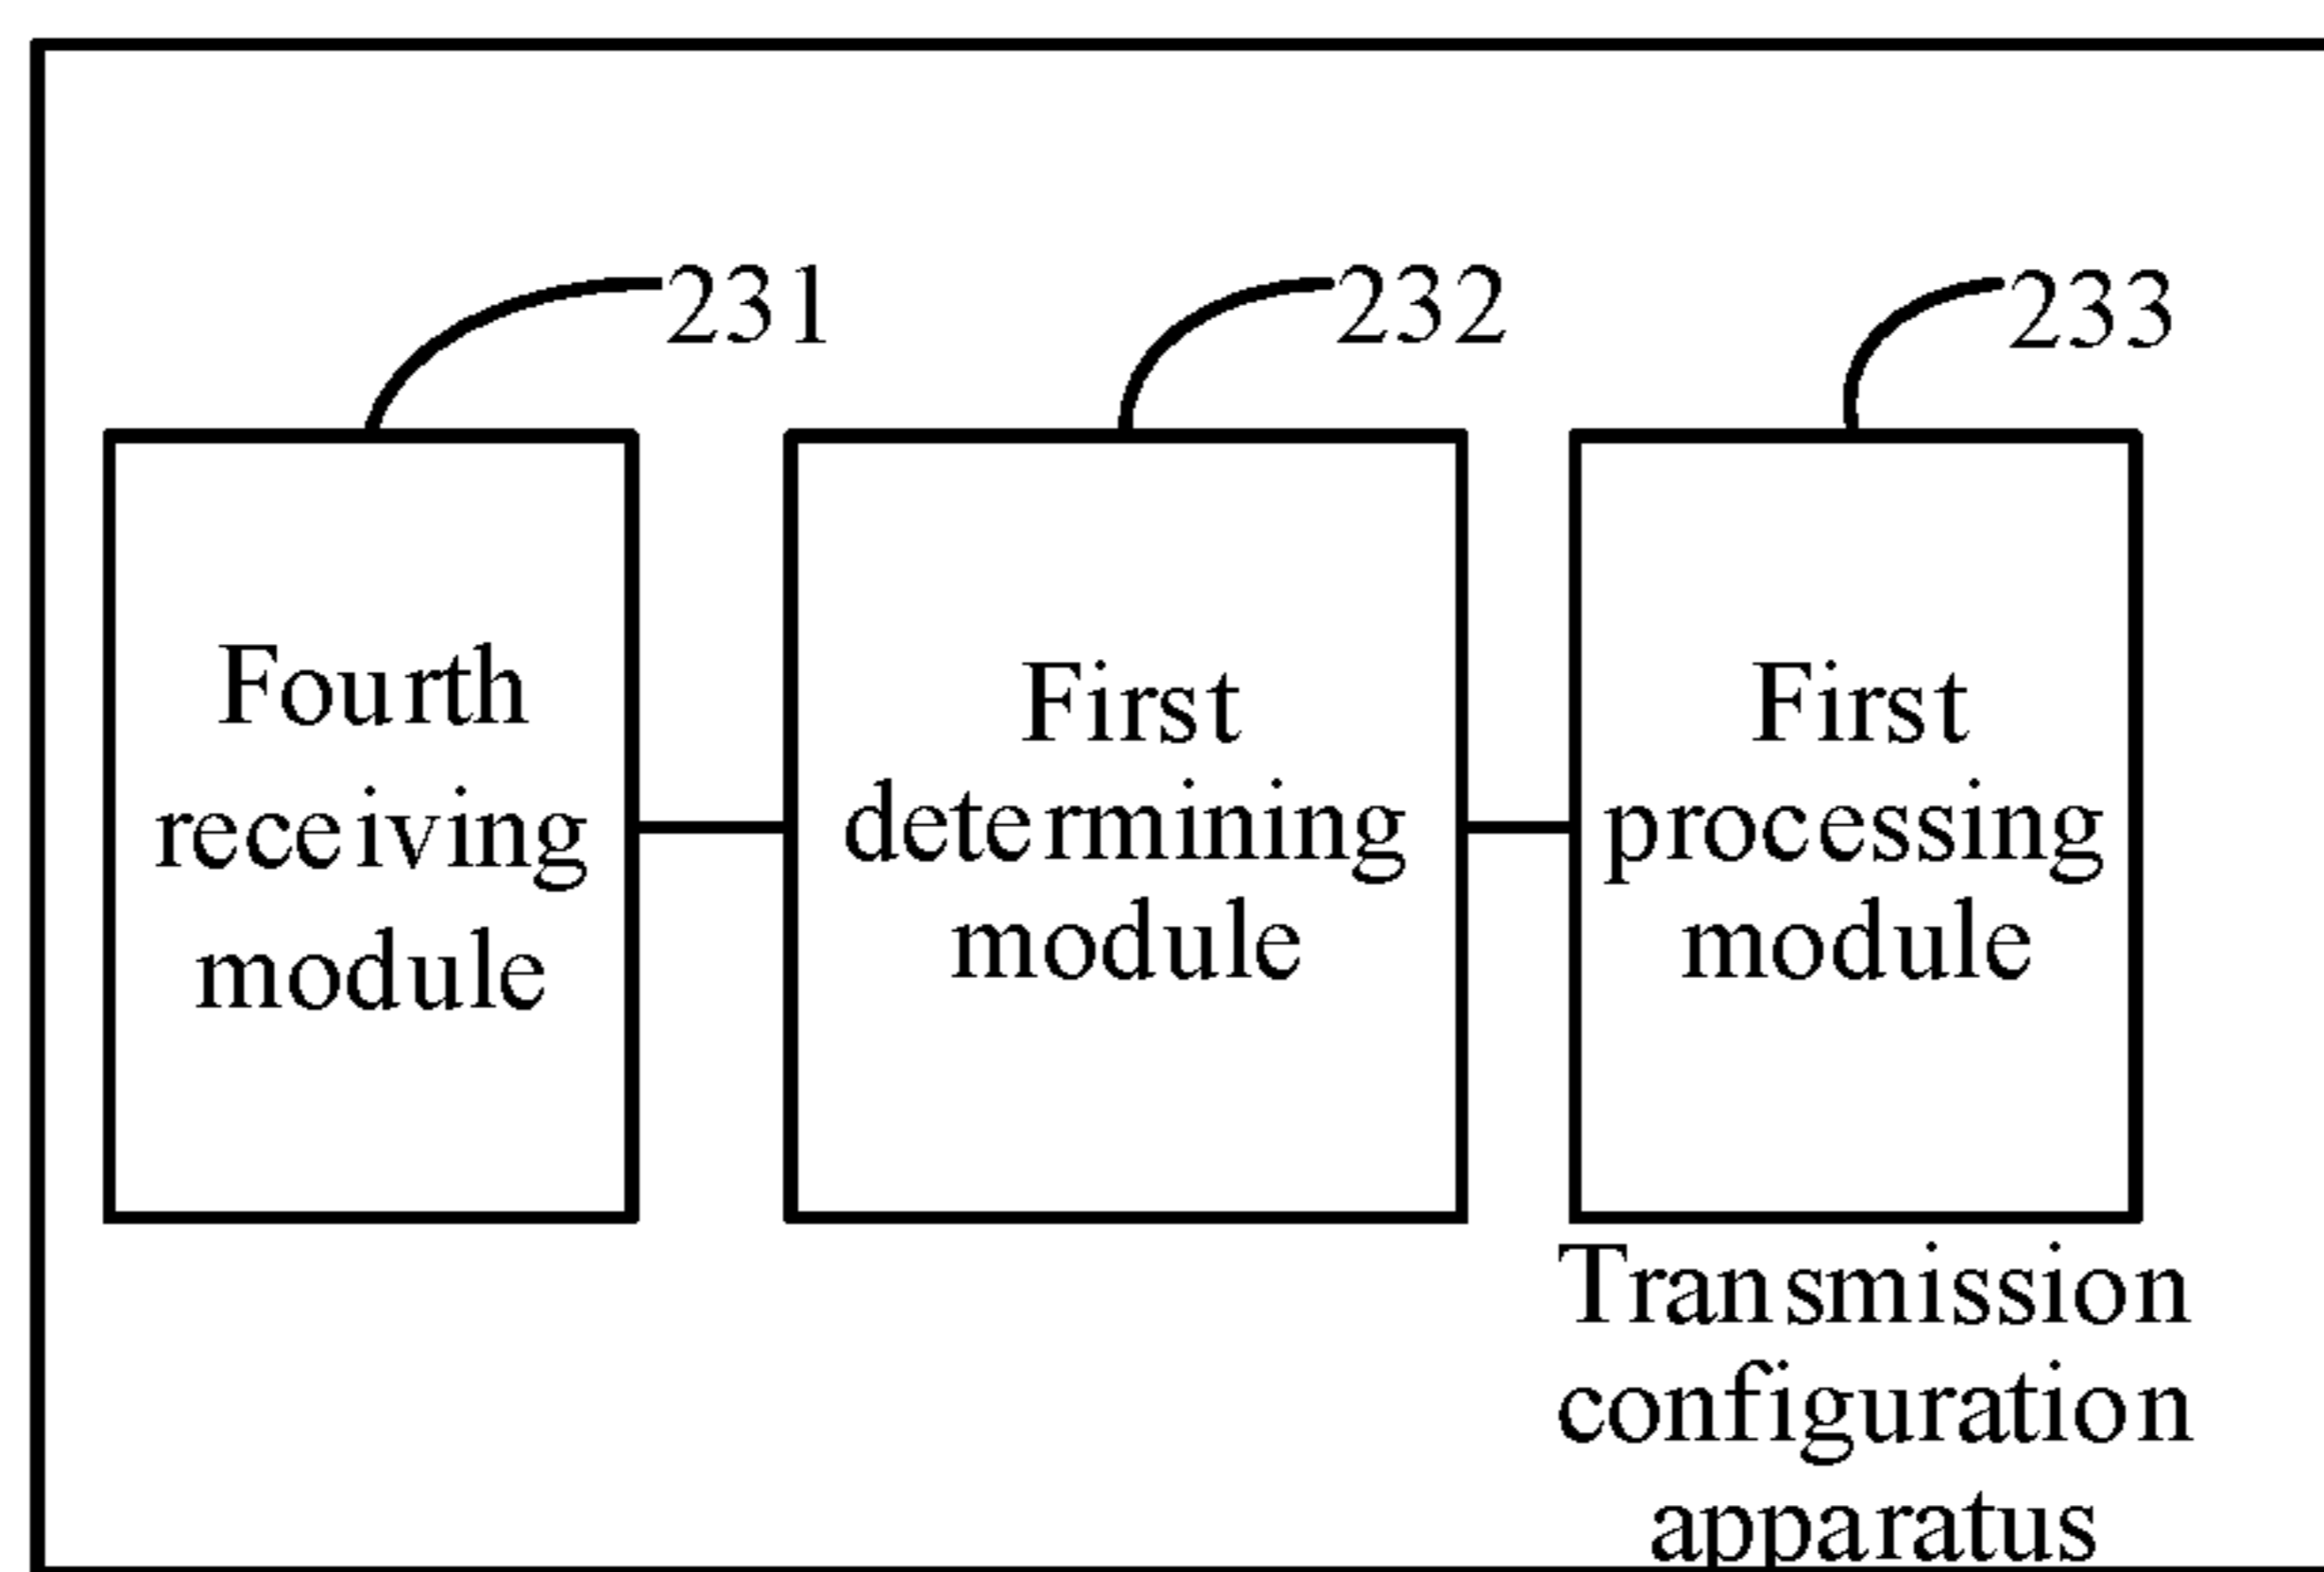 231
232
233
Fourth
receiving
module
First
determining
module
First
processing
module
Transmission
configuration
apparatus